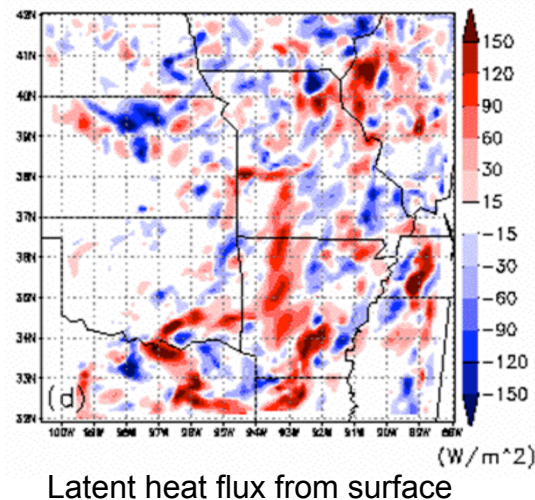 42N
41N
40N
39N
38N
37N
36N
35N
34N
33N
32N
(d)
100W 99W 98W 97W 96W 95W 94W 93W 92W 91W 90W 89W 88W
150
120
90
60
30
15
-15
-30
-60
-90
-120
-150
(W/m^2)
Latent heat flux from surface